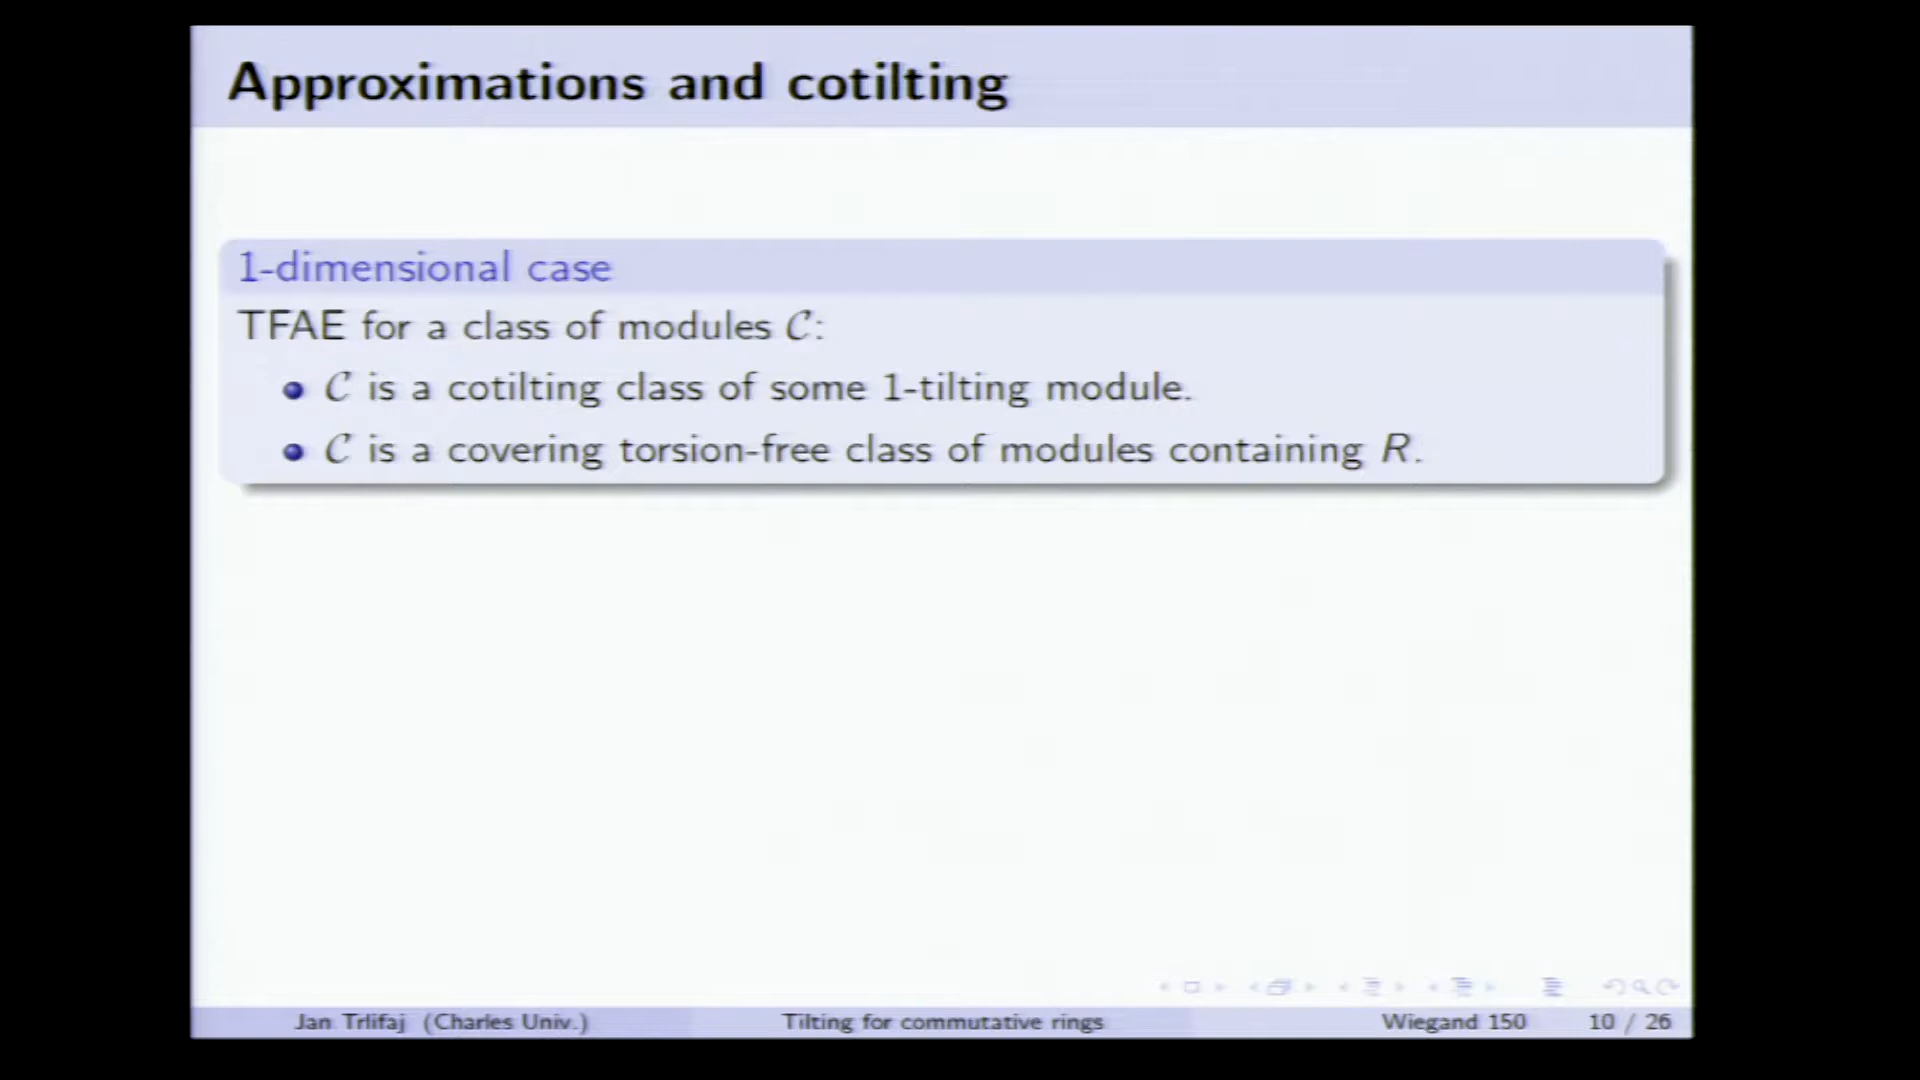 Approximations and cotilting
1-dimensional case
TFAE for a class of modules 𝒞:
𝒞 is a cotilting class of some 1-tilting module.
𝒞 is a covering torsion-free class of modules containing R.
Jan Trlifaj (Charles Univ.) Tilting for commutative rings Wiegand 150 10 / 26